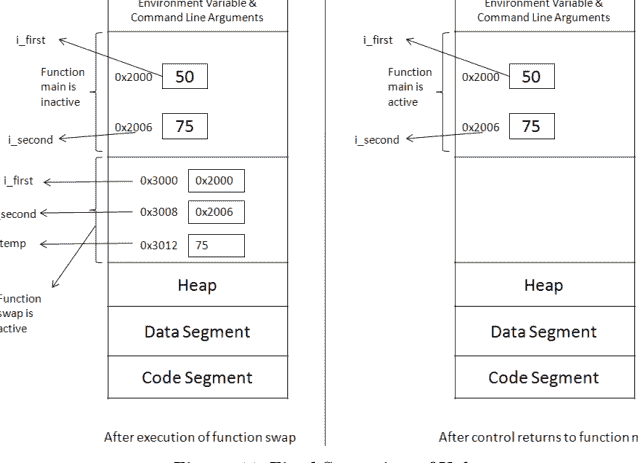 Environment Variable &
Command Line Arguments
i_first
Function
main is
inactive
0x2000
50
0x2006
75
i_second
i_first
0x3000
0x2000
second
0x3008
0x2006
temp
0x3012
75
Function
swap is
active
Heap
Data Segment
Code Segment
After execution of function swap
Environment Variable &
Command Line Arguments
i_first
Function
main is
active
0x2000
50
0x2006
75
i_second
Heap
Data Segment
Code Segment
After control returns to function